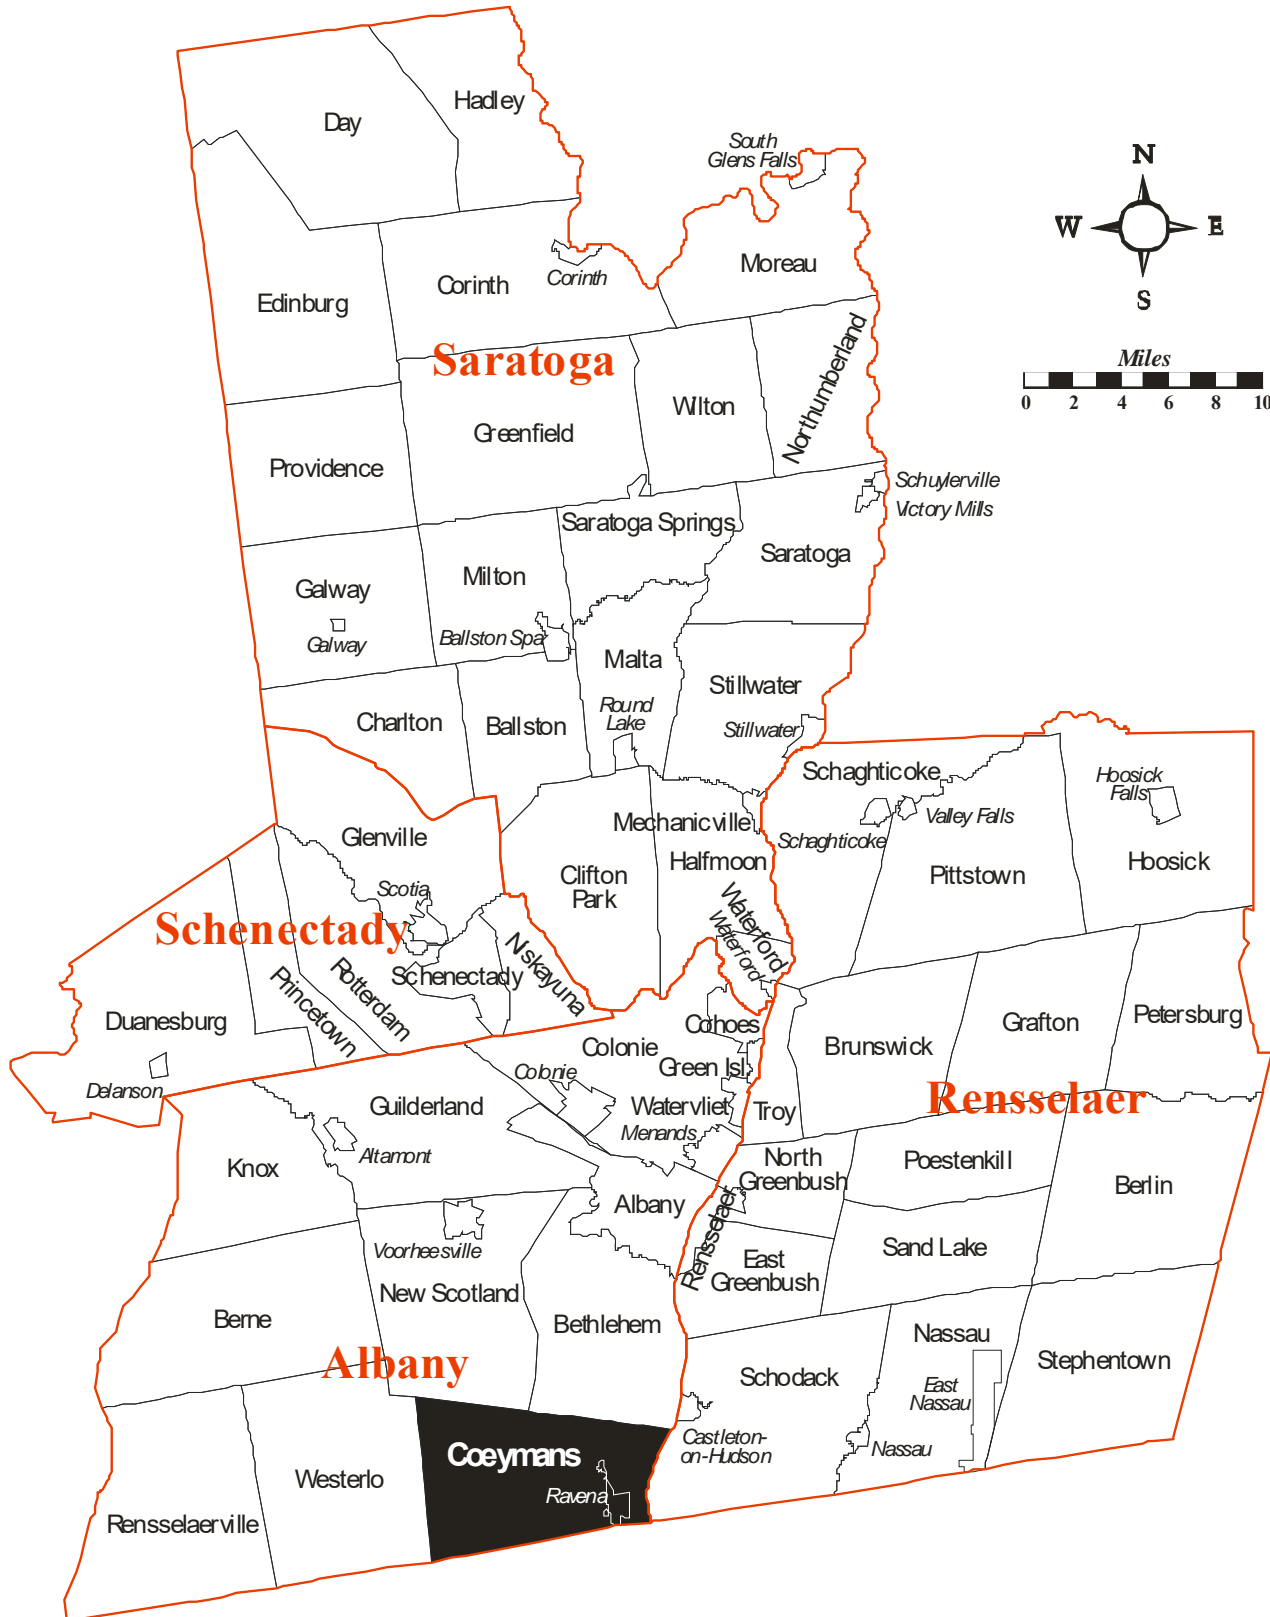 Hadley
Day
South
Glens Falls
N
W
E
S
Moreau
Corinth
Corinth
Edinburg
Saratoga
Northumberland
Miles
0 2 4 6 8 10
Wilton
Greenfield
Providence
Schuylerville
Victory Mills
Saratoga Springs
Saratoga
Milton
Galway
Galway
Ballston Spa
Malta
Stillwater
Round
Lake
Stillwater
Charlton
Ballston
Schaghticoke
Hoosick
Falls
Valley Falls
Schaghticoke
Mechanicville
Glenville
Halfmoon
Hoosick
Pittstown
Clifton
Park
Scotia
Waterford
Waterford
Schenectady
Niskayuna
Schenectady
Rotterdam
Princetown
Duanesburg
Delanson
Cohoes
Colonie
Green Isl.
Colonie
Brunswick
Grafton
Petersburg
Rensselaer
Guilderland
Watervliet
Menands
Troy
Altamont
Knox
North
Greenbush
Poestenkill
Berlin
Albany
Rensselaer
Voorheesville
Sand Lake
East
Greenbush
New Scotland
Berne
Bethlehem
Nassau
Albany
Schodack
Stephentown
East
Nassau
Castleton-
on-Hudson
Nassau
Coeymans
Ravena
Westerlo
Rensselaerville